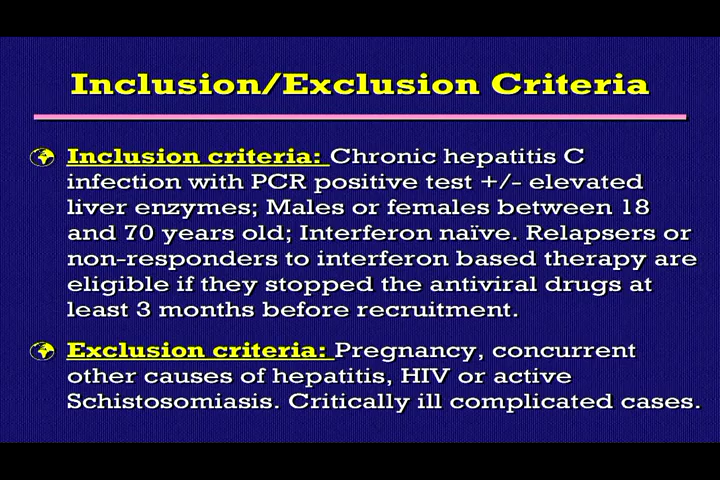 Inclusion/Exclusion Criteria
Inclusion criteria: Chronic hepatitis C
infection with PCR positive test +/- elevated
liver enzymes; Males or females between 18
and 70 years old; Interferon naïve. Relapsers or
non-responders to interferon based therapy are
eligible if they stopped the antiviral drugs at
least 3 months before recruitment.
Exclusion criteria: Pregnancy, concurrent
other causes of hepatitis, HIV or active
Schistosomiasis. Critically ill complicated cases.